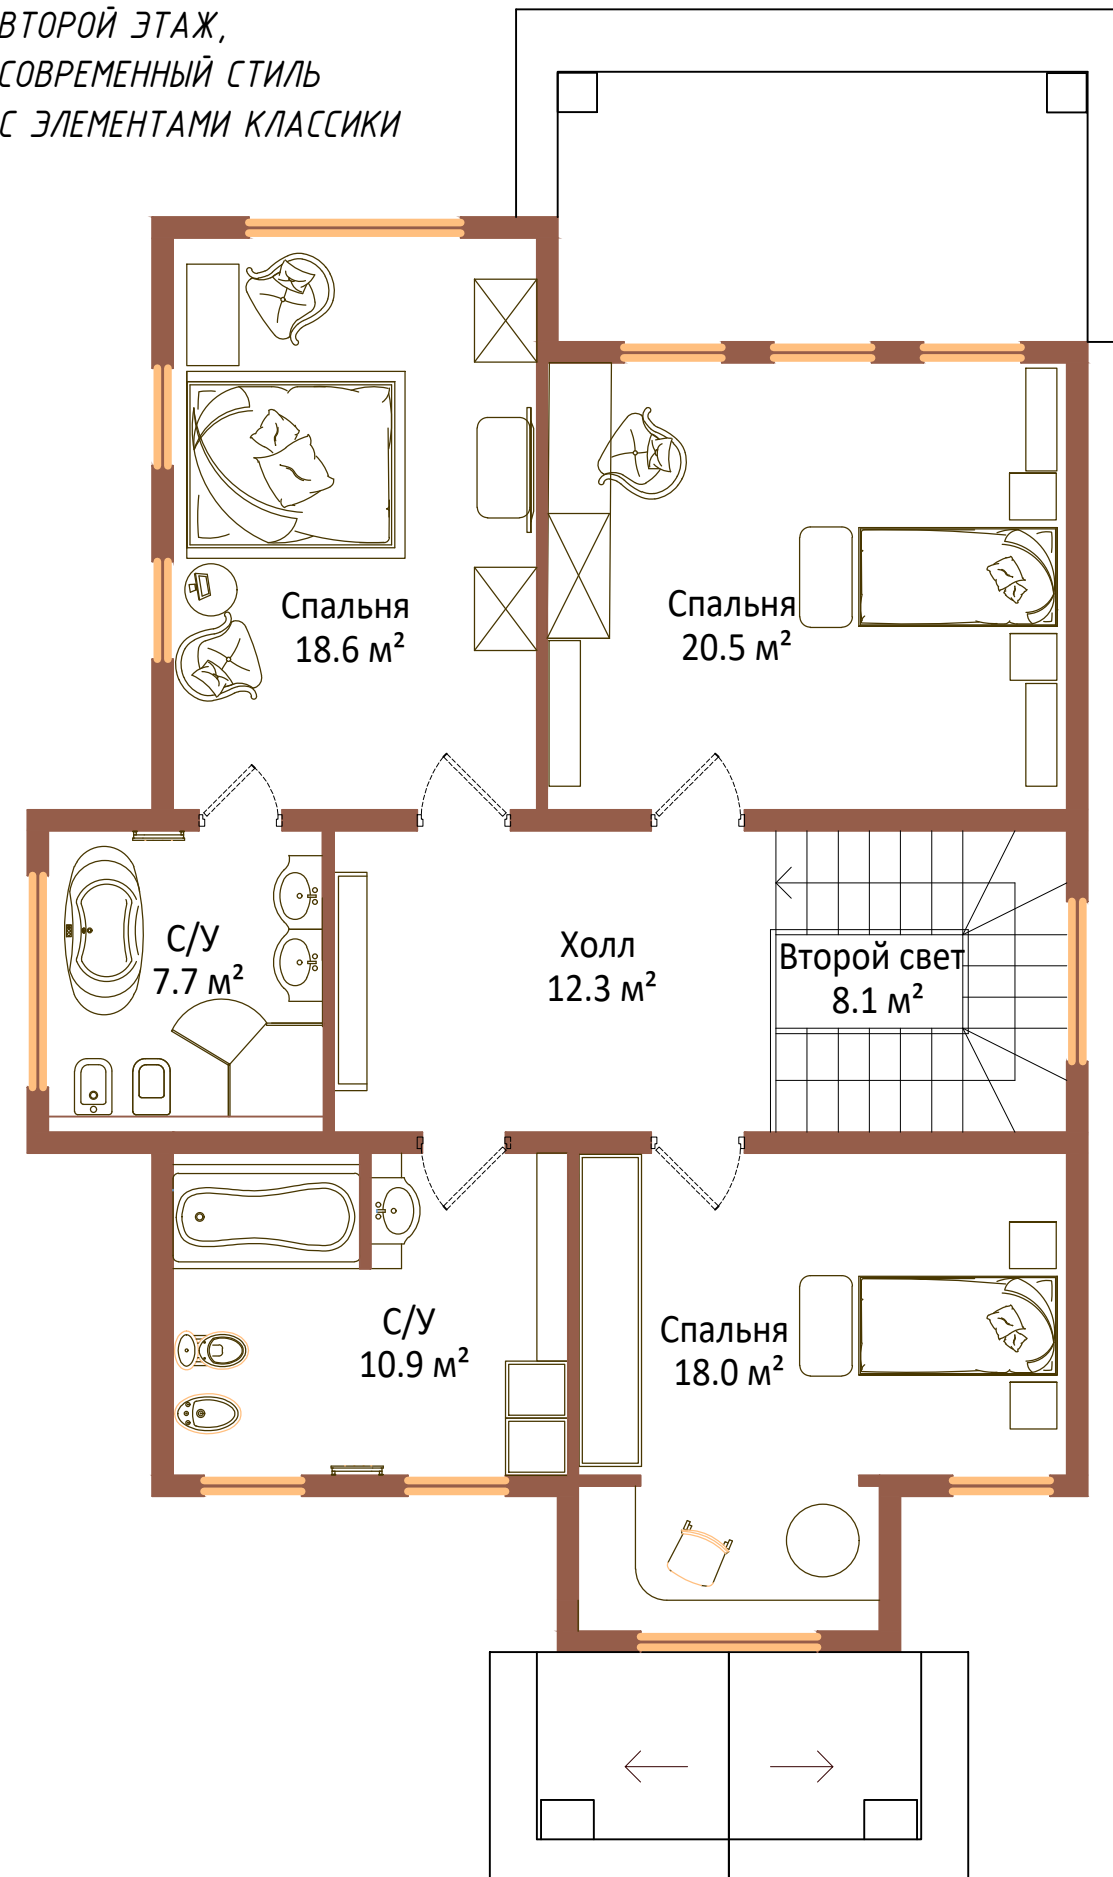 ВТОРОЙ ЭТАЖ,
СОВРЕМЕННЫЙ СТИЛЬ
С ЭЛЕМЕНТАМИ КЛАССИКИ
Спальня
18.6 м²
Спальня
20.5 м²
С/У
7.7 м²
Холл
12.3 м²
Второй свет
8.1 м²
С/У
10.9 м²
Спальня
18.0 м²